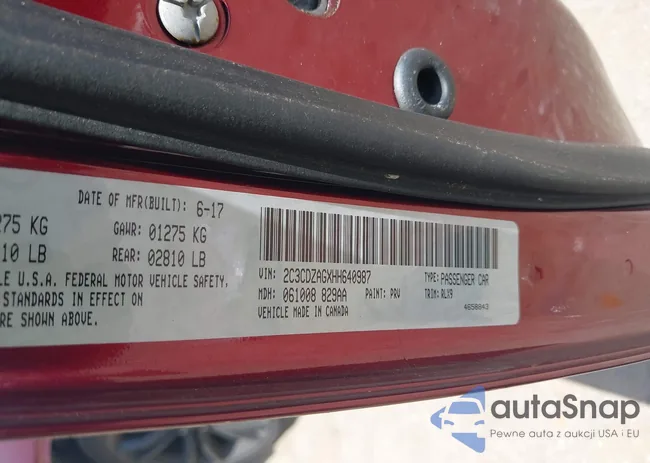 DATE OF MFR(BUILT): 6-17
275 KG GAWR: 01275 KG
10 LB REAR: 02810 LB
LE U.S.A. FEDERAL MOTOR VEHICLE SAFETY,
STANDARDS IN EFFECT ON
RE SHOWN ABOVE.
VIN: 2C3CDZAGXHH640987 TYPE: PASSENGER CAR
MDH: 061008 829AA PAINT: PRV TRIM: RLX9
VEHICLE MADE IN CANADA 4658843
autaSnap
Pewne auta z aukcji USA i EU